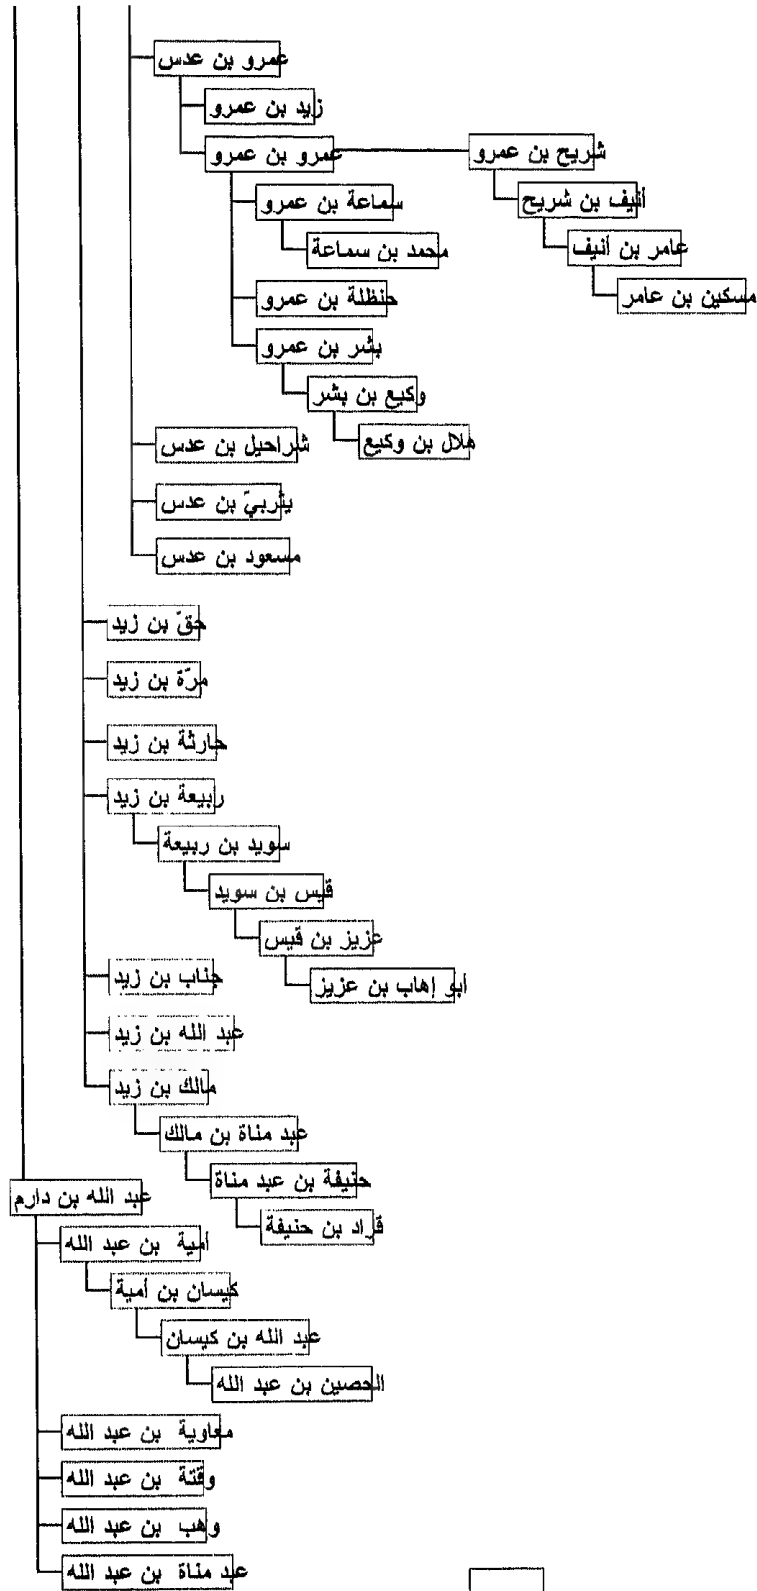 عمرو بن عدس
زيد بن عمرو
عمرو بن عمرو
شريح بن عمرو
سماعة بن عمرو
أنيف بن شريح
محمد بن سماعة
عامر بن أنيف
حنظلة بن عمرو
مسكين بن عامر
بشر بن عمرو
وكيع بن بشر
هلال بن وكيع
شراحيل بن عدس
يثربيّ بن عدس
مسعود بن عدس
حقّ بن زيد
مرّة بن زيد
حارثة بن زيد
ربيعة بن زيد
سويد بن ربيعة
قيس بن سويد
عزيز بن قيس
جناب بن زيد
أبو إهاب بن عزيز
عبد الله بن زيد
مالك بن زيد
عبد مناة بن مالك
حنيفة بن عبد مناة
عبد الله بن دارم
قراد بن حنيفة
أمية بن عبد الله
كيسان بن أمية
عبد الله بن كيسان
الحصين بن عبد الله
معاوية بن عبد الله
وقتة بن عبد الله
وهب بن عبد الله
عبد مناة بن عبد الله